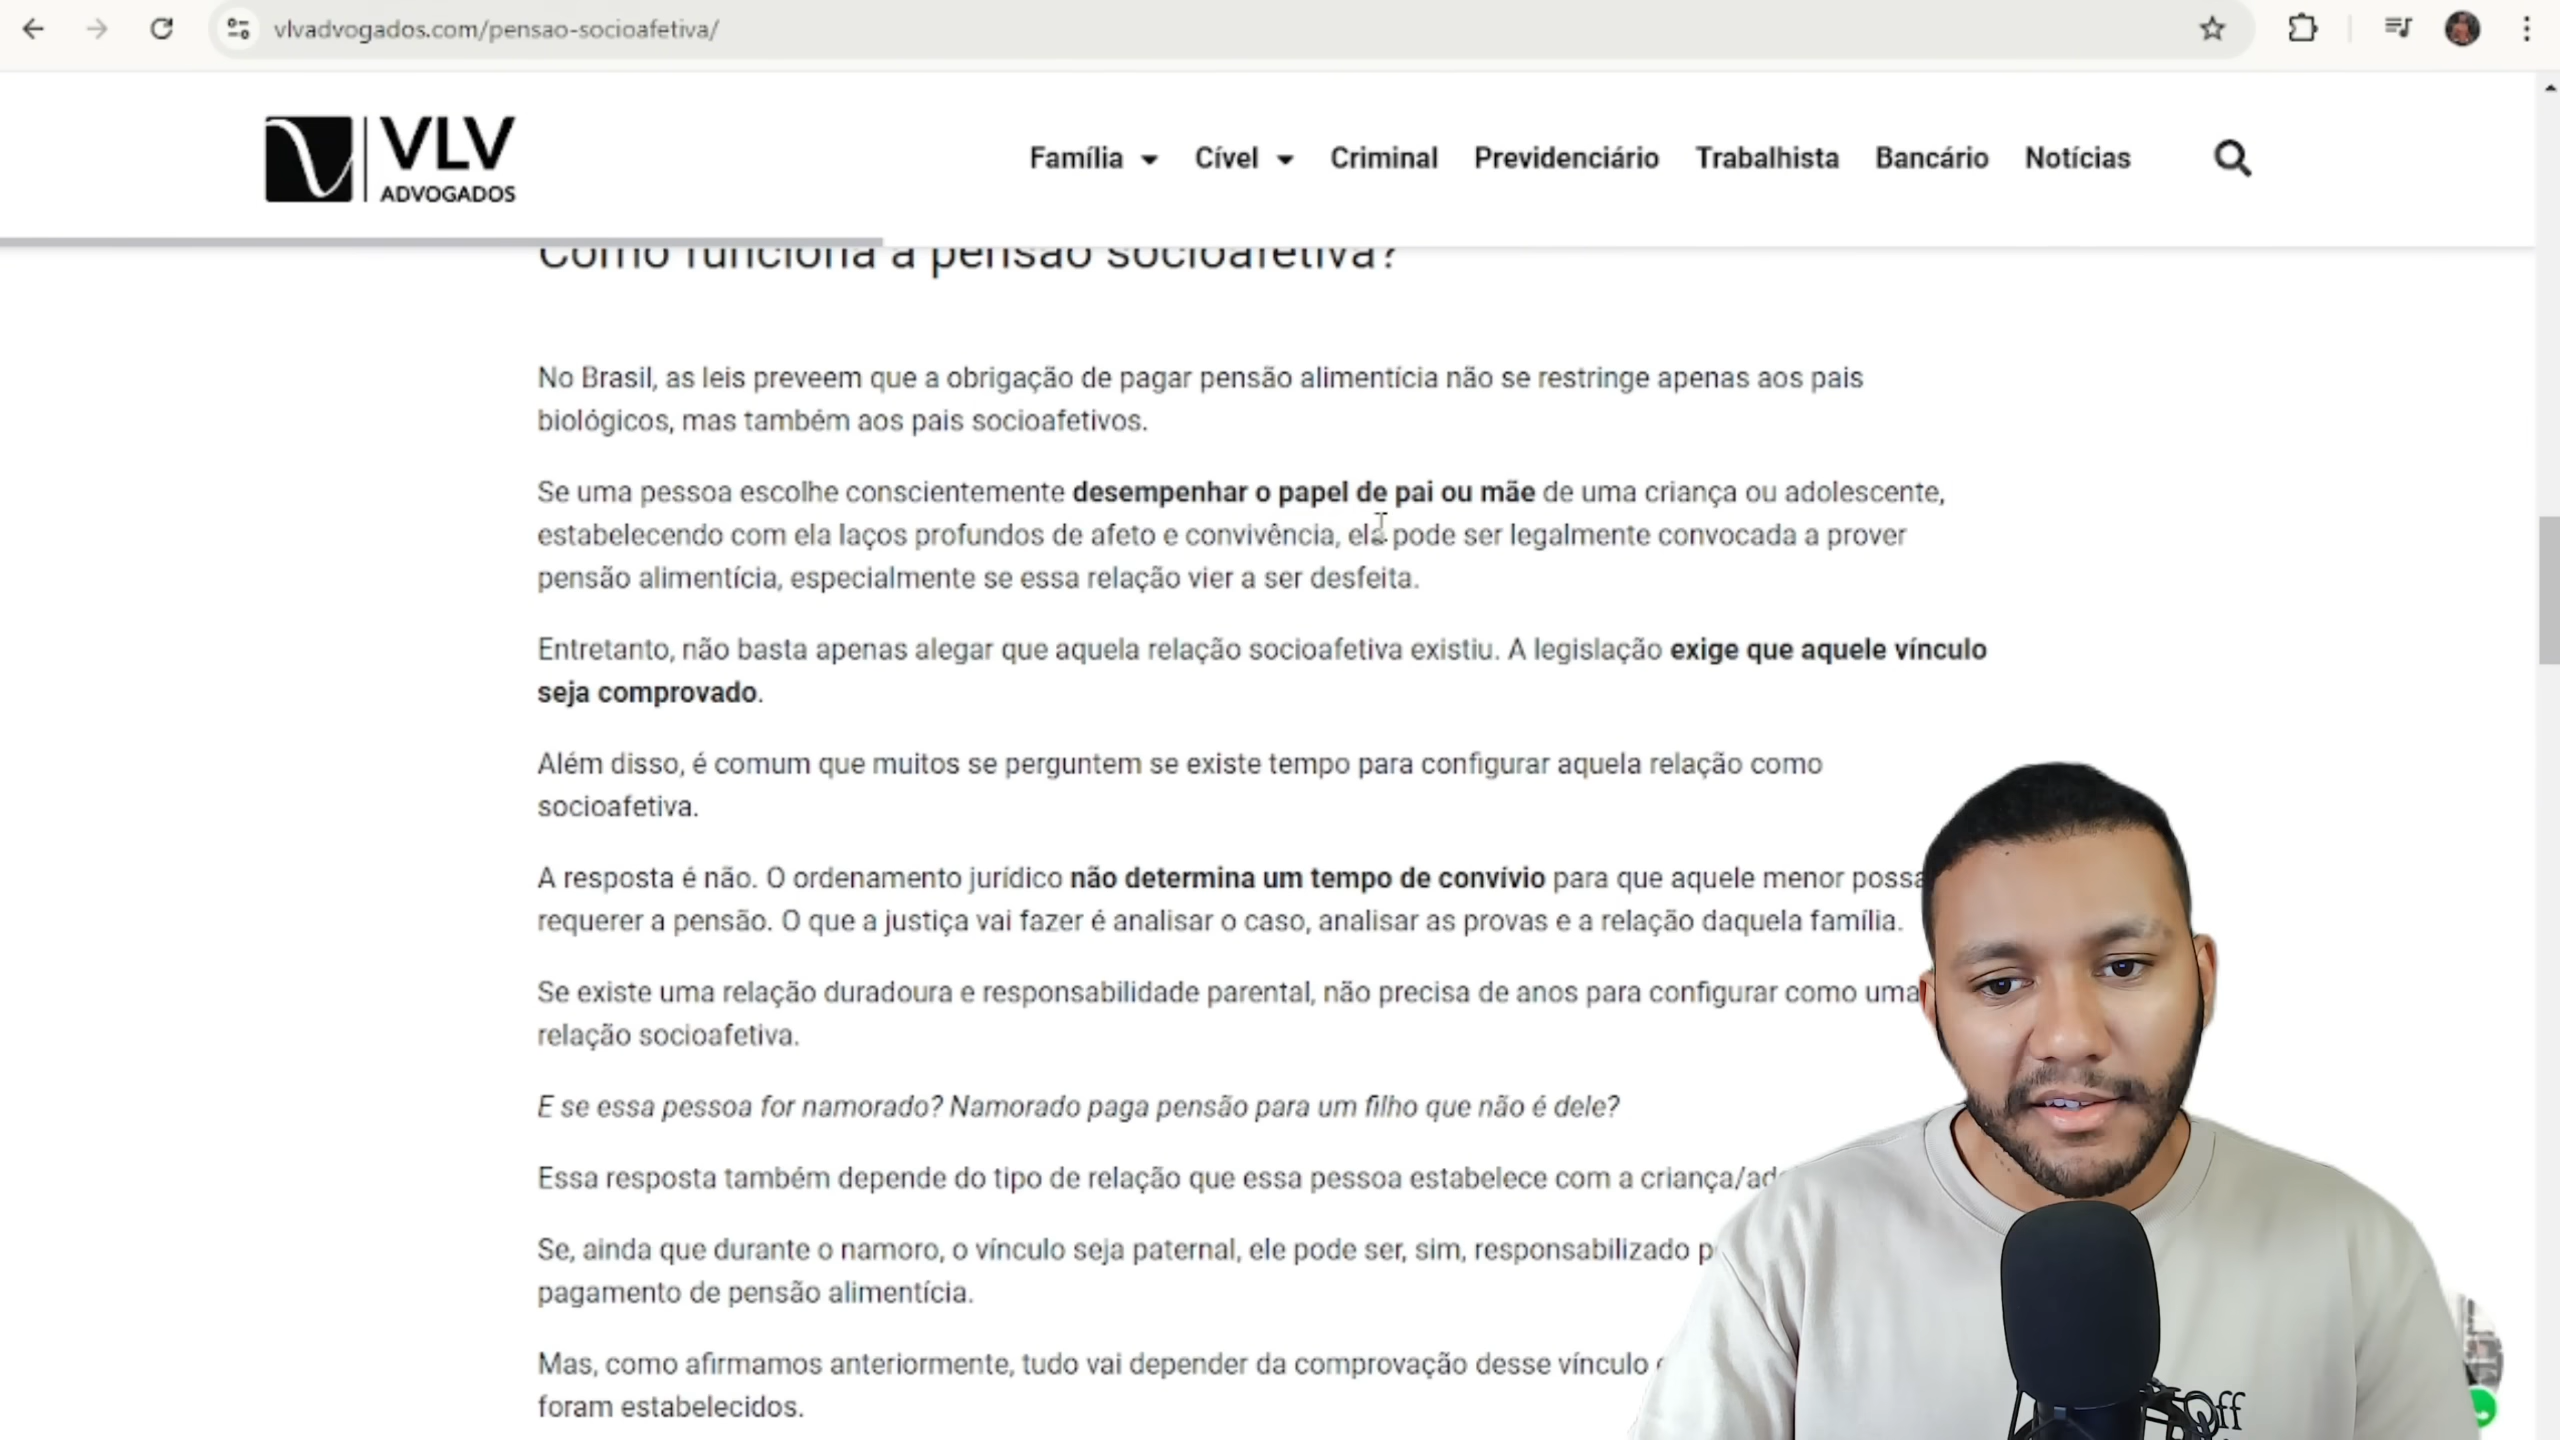 vlvadvogados.com/pensao-socioafetiva/
VLV
ADVOGADOS
Família Cível Criminal Previdenciário Trabalhista Bancário Notícias
Como funciona a pensão socioafetiva?
No Brasil, as leis preveem que a obrigação de pagar pensão alimentícia não se restringe apenas aos pais
biológicos, mas também aos pais socioafetivos.
Se uma pessoa escolhe conscientemente desempenhar o papel de pai ou mãe de uma criança ou adolescente,
estabelecendo com ela laços profundos de afeto e convivência, ela pode ser legalmente convocada a prover
pensão alimentícia, especialmente se essa relação vier a ser desfeita.
Entretanto, não basta apenas alegar que aquela relação socioafetiva existiu. A legislação exige que aquele vínculo
seja comprovado.
Além disso, é comum que muitos se perguntem se existe tempo para configurar aquela relação como
socioafetiva.
A resposta é não. O ordenamento jurídico não determina um tempo de convívio para que aquele menor possa
requerer a pensão. O que a justiça vai fazer é analisar o caso, analisar as provas e a relação daquela família.
Se existe uma relação duradoura e responsabilidade parental, não precisa de anos para configurar como uma
relação socioafetiva.
E se essa pessoa for namorado? Namorado paga pensão para um filho que não é dele?
Essa resposta também depende do tipo de relação que essa pessoa estabelece com a criança/
Se, ainda que durante o namoro, o vínculo seja paternal, ele pode ser, sim, responsabilizado
pagamento de pensão alimentícia.
Mas, como afirmamos anteriormente, tudo vai depender da comprovação desse vínculo
foram estabelecidos.